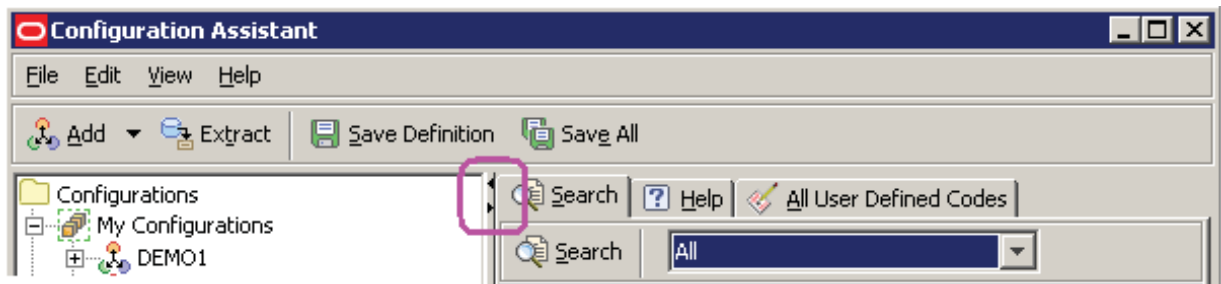 Configuration Assistant
File Edit View Help
Add Extract Save Definition Save All
Configurations
My Configurations
DEMO1
Search Help All User Defined Codes
Search All